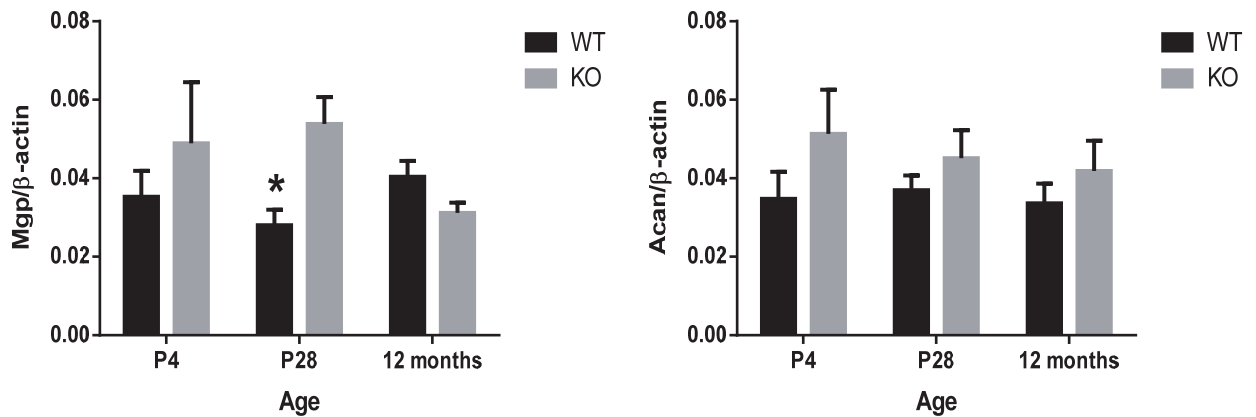 Mgp/β-actin
0.08
0.06
0.04
0.02
0.00
*
P4 P28 12 months
Age
WT
KO
Acan/β-actin
0.08
0.06
0.04
0.02
0.00
P4 P28 12 months
Age
WT
KO